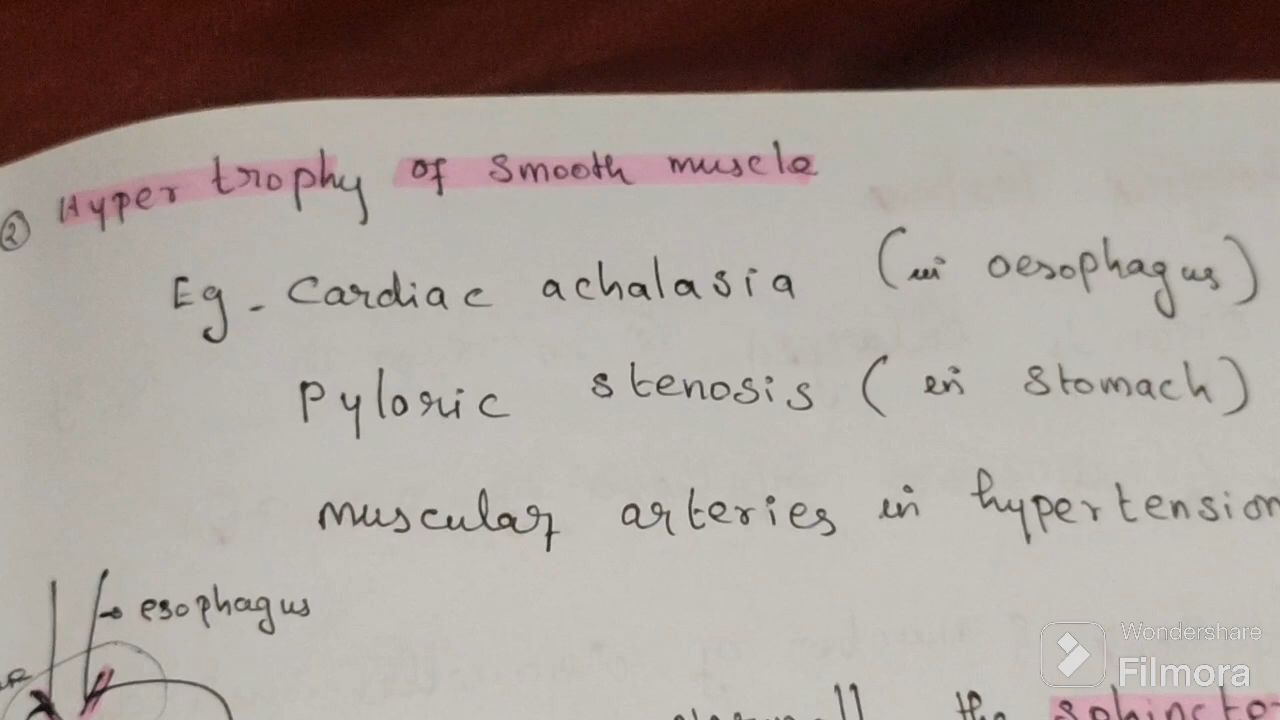 ② Hypertrophy of Smooth muscle
Eg - Cardiac achalasia (in oesophagus)
Pyloric stenosis (in stomach)
muscular arteries in hypertension
esophagus
the sphincte
Wondershare
Filmora